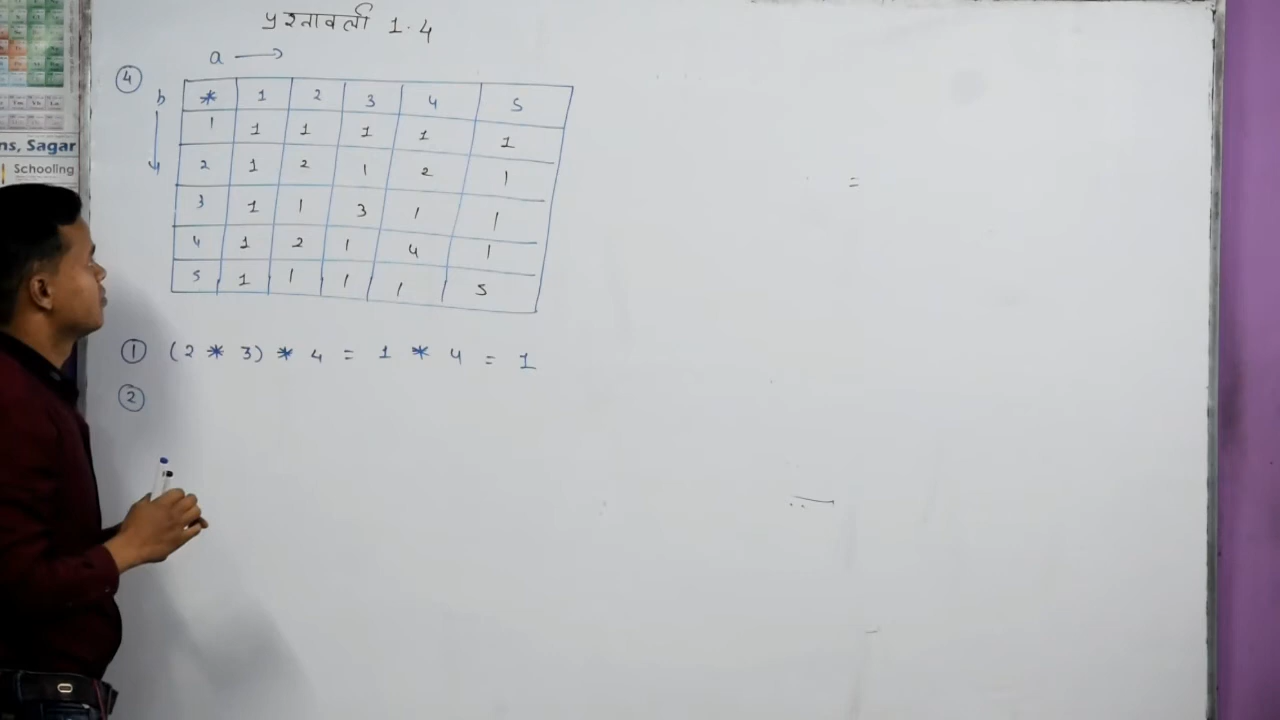 प्रश्नावली 1.4
a →
④
b ↓
* 1 2 3 4 5
1 1 1 1 1 1
2 1 2 1 2 1
3 1 1 3 1 1
4 1 2 1 4 1
5 1 1 1 1 5
① (2 * 3) * 4 = 1 * 4 = 1
②
=
ns, Sagar
Schooling